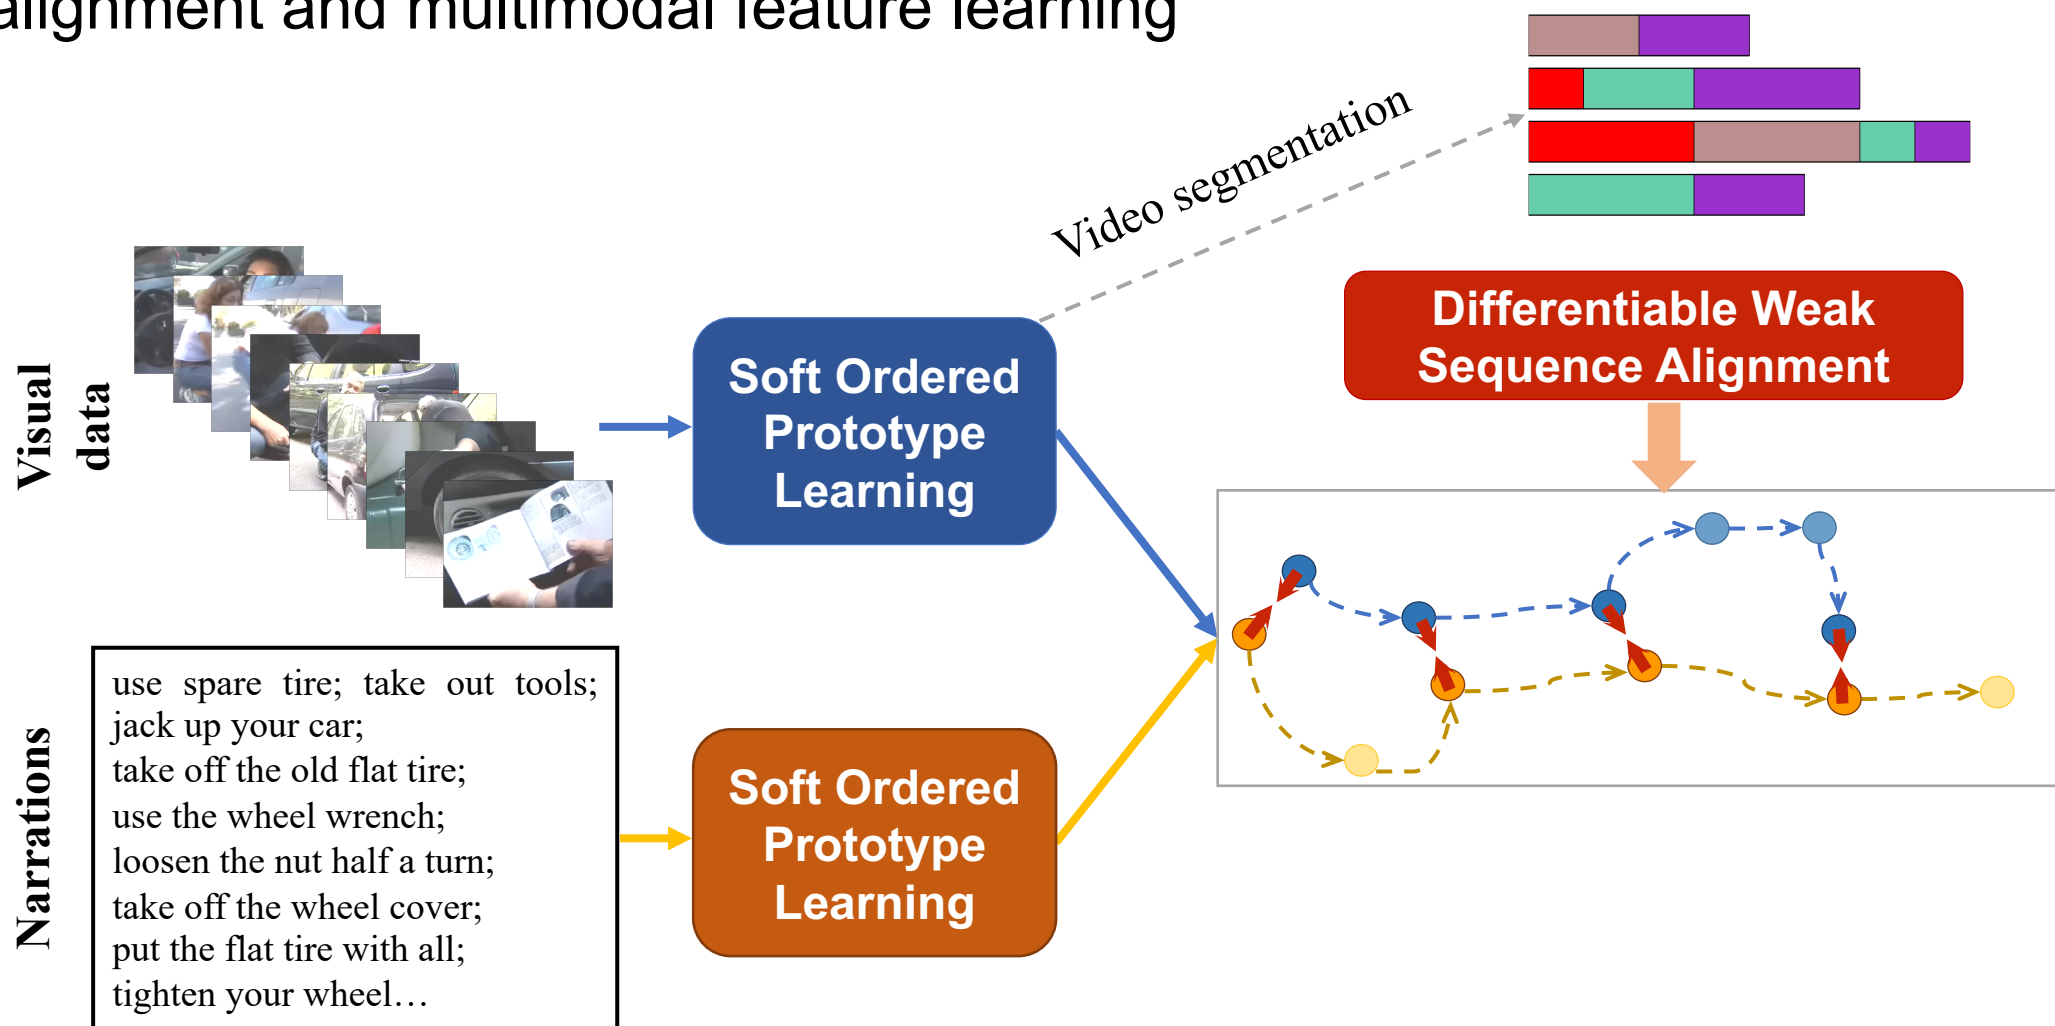 alignment and multimodal feature learning
Video segmentation
Differentiable Weak
Sequence Alignment
Visual
data
Soft Ordered
Prototype
Learning
Narrations
use spare tire; take out tools;
jack up your car;
take off the old flat tire;
use the wheel wrench;
loosen the nut half a turn;
take off the wheel cover;
put the flat tire with all;
tighten your wheel…
Soft Ordered
Prototype
Learning